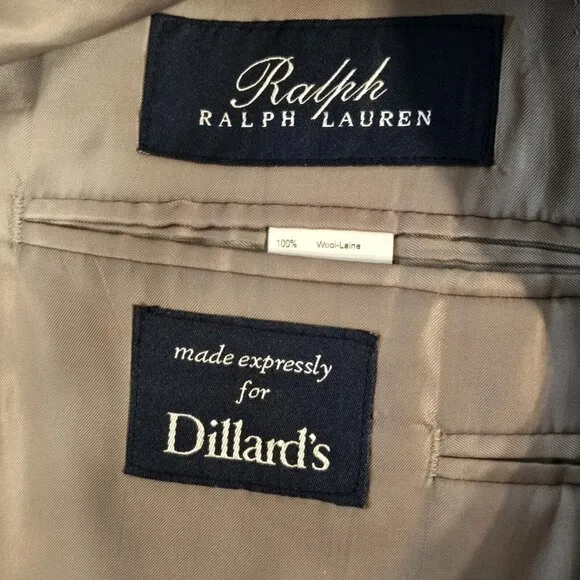 Ralph
RALPH LAUREN
100% Wool-Laine
made expressly
for
Dillard's